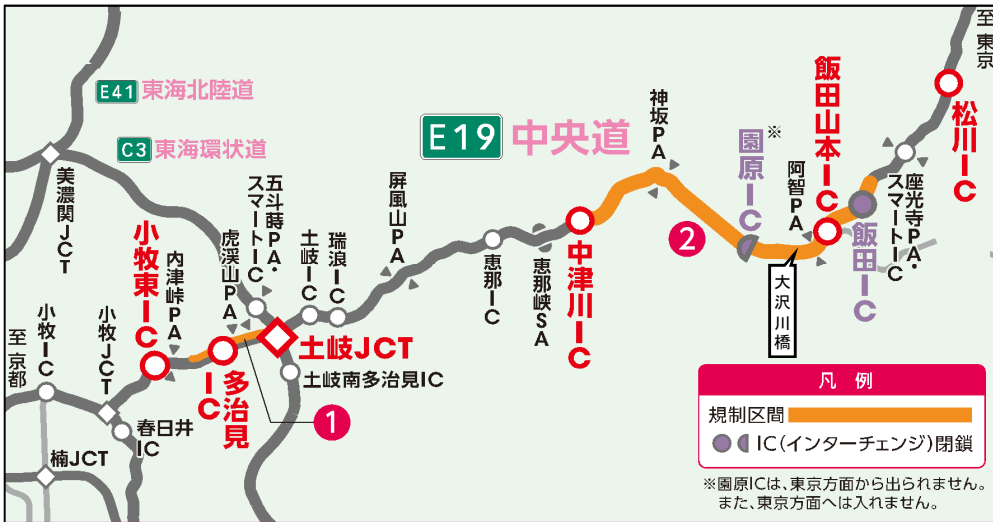 至 東京
E41 東海北陸道
C3 東海環状道
E19 中央道
美濃関JCT
五斗蒔PA・
スマートIC
虎渓山PA
内津峠PA
小牧東IC
小牧JCT
小牧IC
至 京都
土岐IC
瑞浪IC
屏風山PA
恵那IC
恵那峡SA
中津川IC
神坂PA
園原IC
※
阿智PA
飯田山本IC
飯田IC
座光寺PA・
スマートIC
松川IC
大沢川橋
2
土岐JCT
土岐南多治見IC
多治見
IC
1
春日井
IC
楠JCT
凡 例
規制区間
IC(インターチェンジ)閉鎖
※園原ICは、東京方面から出られません。
また、東京方面へは入れません。